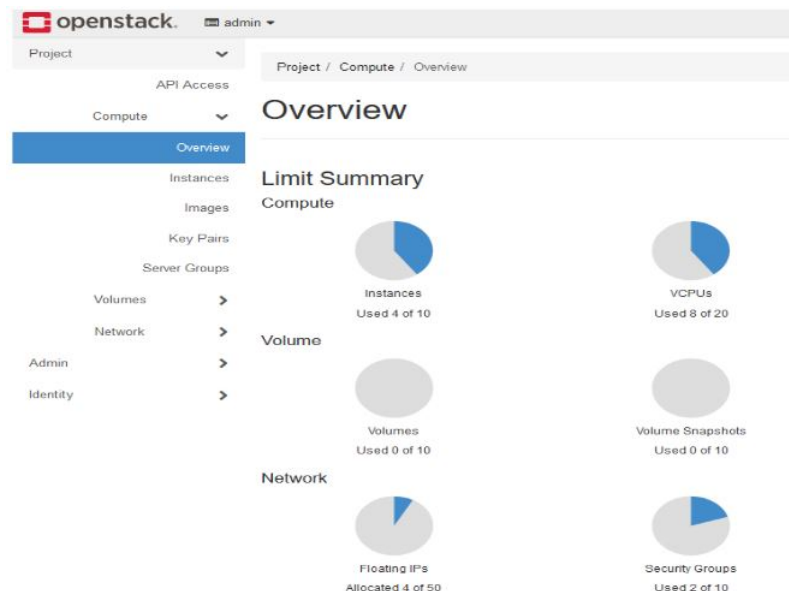 openstack. admin
Project
API Access
Compute
Overview
Instances
Images
Key Pairs
Server Groups
Volumes
Network
Admin
Identity
Project / Compute / Overview
Overview
Limit Summary
Compute
Instances
Used 4 of 10
VCPUs
Used 8 of 20
Volume
Volumes
Used 0 of 10
Volume Snapshots
Used 0 of 10
Network
Floating IPs
Allocated 4 of 50
Security Groups
Used 2 of 10